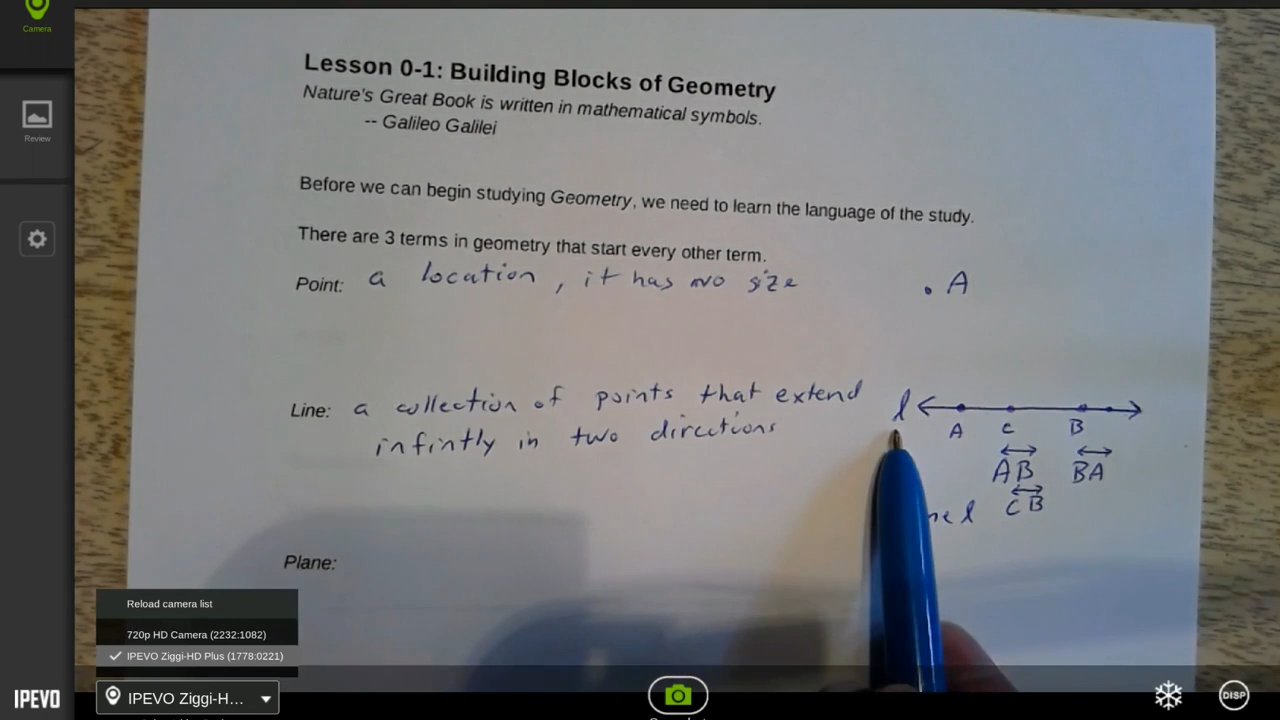 Camera
Lesson 0-1: Building Blocks of Geometry
Nature's Great Book is written in mathematical symbols.
-- Galileo Galilei
Review
Before we can begin studying Geometry, we need to learn the language of the study.
There are 3 terms in geometry that start every other term.
Point: a location, it has no size
. A
Line: a collection of points that extend
infintly in two directions
l
A C B
AB BA
CB
l
Plane:
Reload camera list
720p HD Camera (2232:1082)
IPEVO Ziggi-HD Plus (1778:0221)
IPEVO
IPEVO Ziggi-H...
DISP